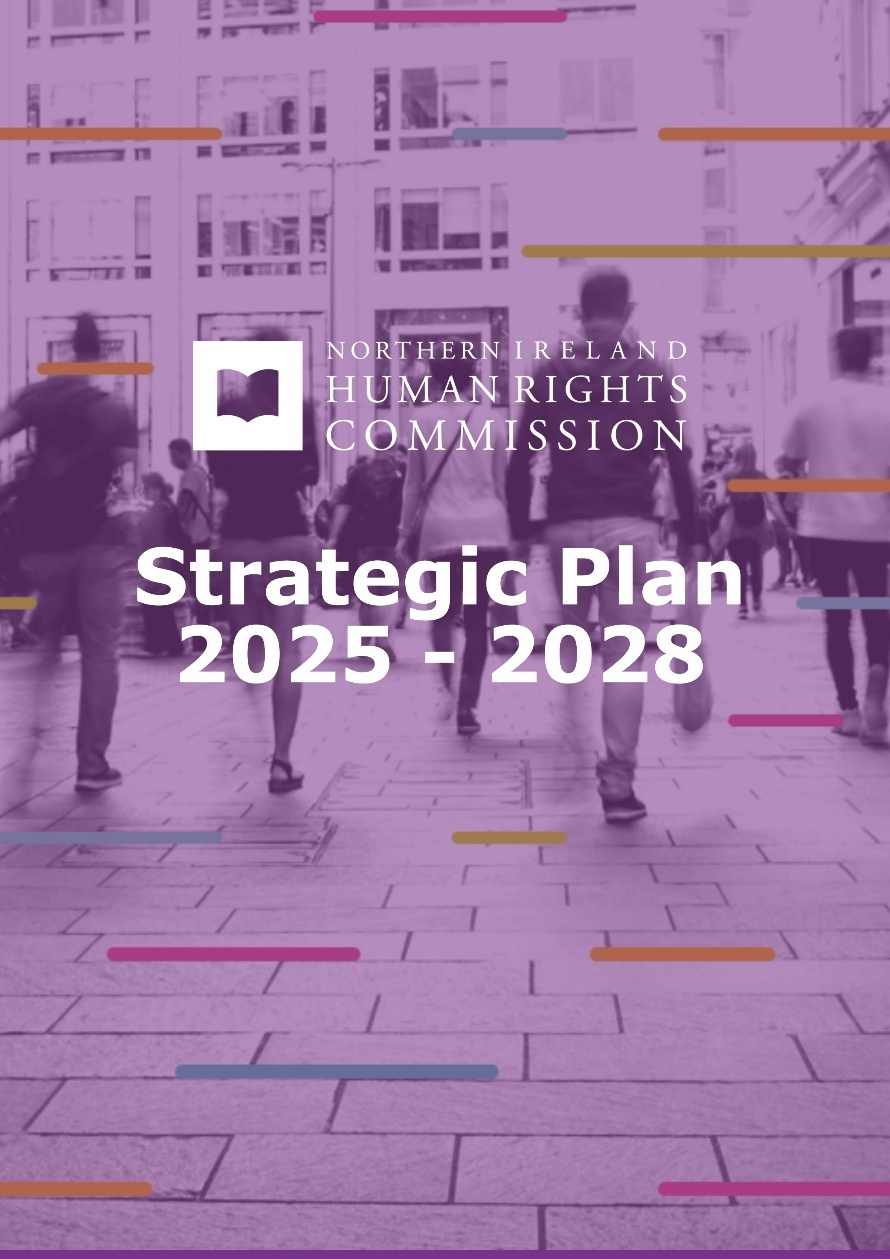 NORTHERN IRELAND
HUMAN RIGHTS
COMMISSION
Strategic Plan
2025 - 2028